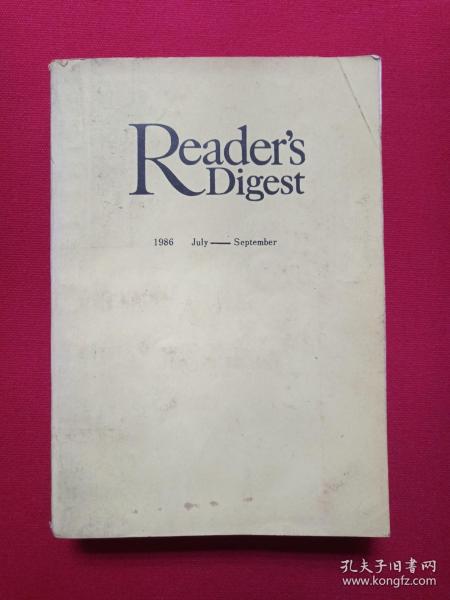 Reader's
Digest
1986 July — September
孔夫子旧书网
www.kongfz.com